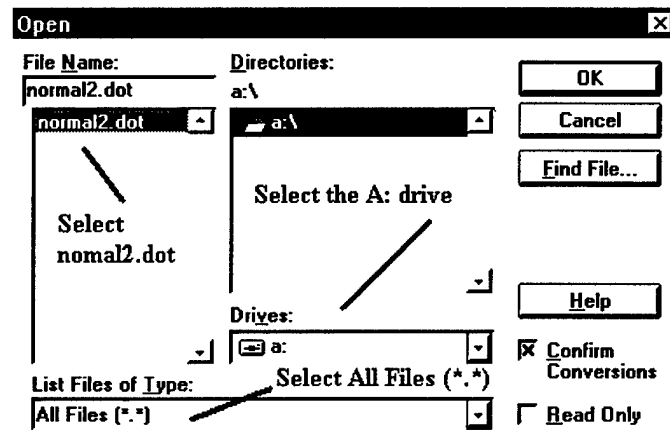 Open
File Name:
normal2.dot
normal2.dot
Select
nomal2.dot
Directories:
a:\
a:\
Select the A: drive
Drives:
a:
List Files of Type:
Select All Files (*.*)
All Files (*.*)
OK
Cancel
Find File...
Help
Confirm
Conversions
Read Only